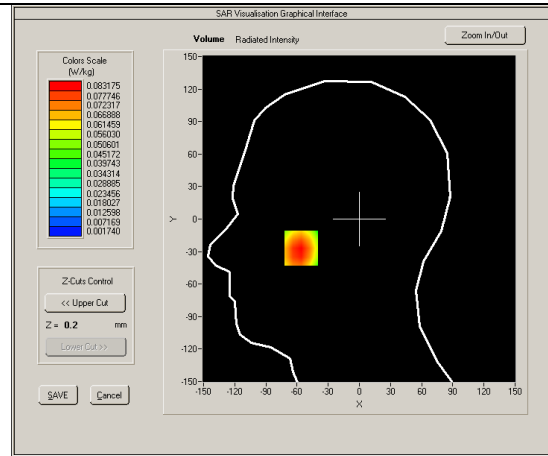 SAR Visualisation Graphical Interface
Volume Radiated Intensity
Zoom In/Out
Colors Scale
(W/kg)
0.083175
0.077746
0.072317
0.066888
0.061459
0.056030
0.050601
0.045172
0.039743
0.034314
0.028885
0.023456
0.018027
0.012598
0.007169
0.001740
Z-Cuts Control
<< Upper Cut
Z = 0.2 mm
Lower Cut >>
SAVE Cancel
150
120
90
60
30
0
-30
-60
-90
-120
-150
Y
-150 -120 -90 -60 -30 0 30 60 90 120 150
X